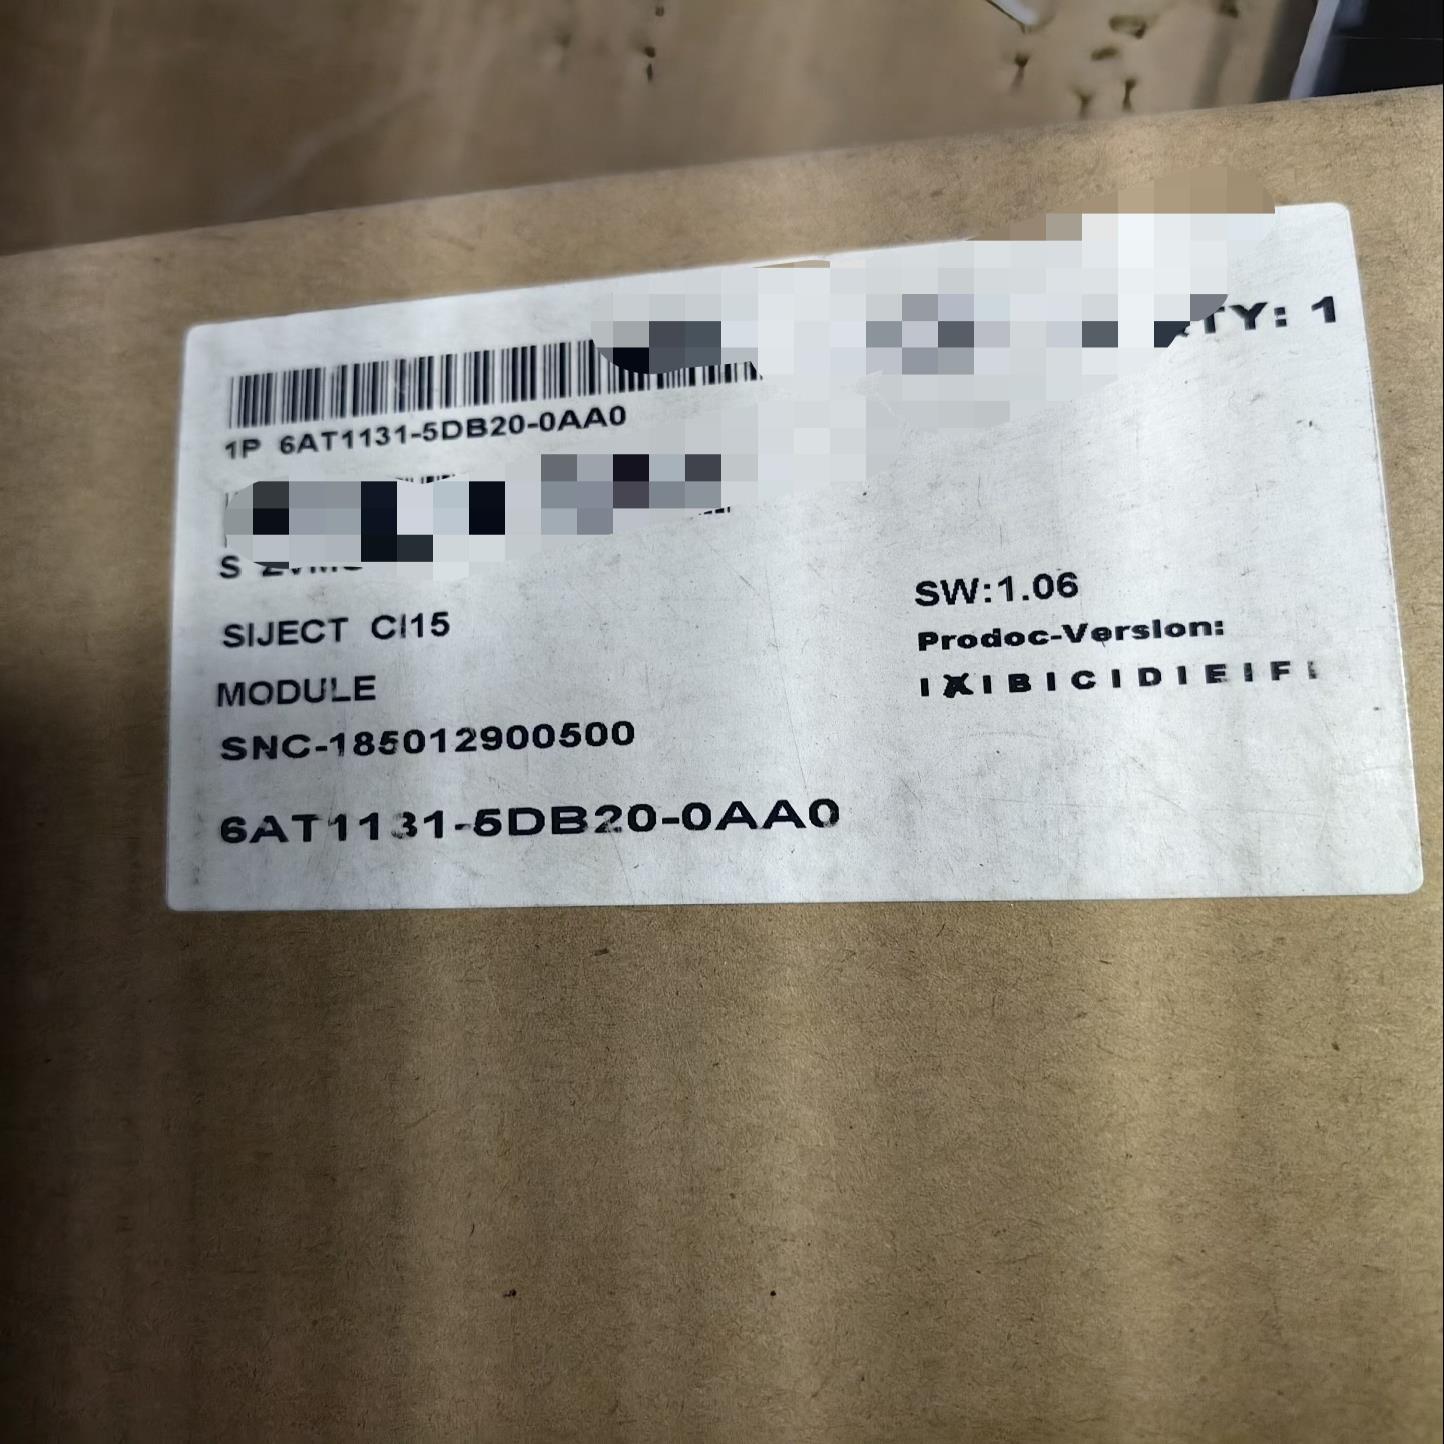 QTY: 1
1P 6AT1131-5DB20-0AA0
S
SIJECT CI15
MODULE
SNC-185012900500
6AT1131-5DB20-0AA0
SW:1.06
Prodoc-Version:
IXIBICIDIEIFI